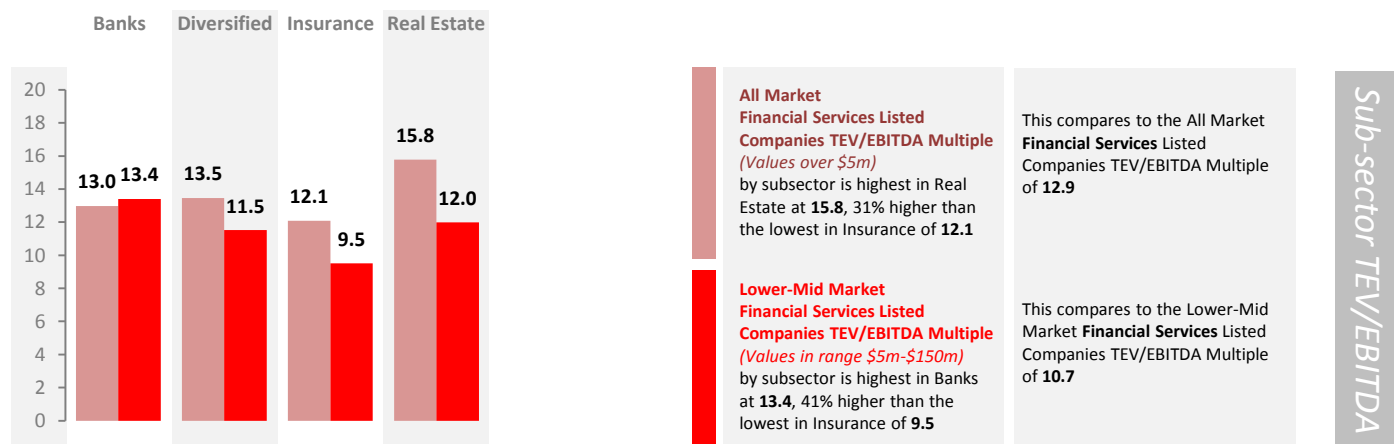 Banks Diversified Insurance Real Estate
20
18
16
14
12
10
8
6
4
2
0
13.0 13.4
13.5
11.5
12.1
9.5
15.8
12.0
All Market
Financial Services Listed
Companies TEV/EBITDA Multiple
(Values over $5m)
by subsector is highest in Real
Estate at 15.8, 31% higher than
the lowest in Insurance of 12.1
This compares to the All Market
Financial Services Listed
Companies TEV/EBITDA Multiple
of 12.9
Lower-Mid Market
Financial Services Listed
Companies TEV/EBITDA Multiple
(Values in range $5m-$150m)
by subsector is highest in Banks
at 13.4, 41% higher than the
lowest in Insurance of 9.5
This compares to the Lower-Mid
Market Financial Services Listed
Companies TEV/EBITDA Multiple
of 10.7
Sub-sector TEV/EBITDA